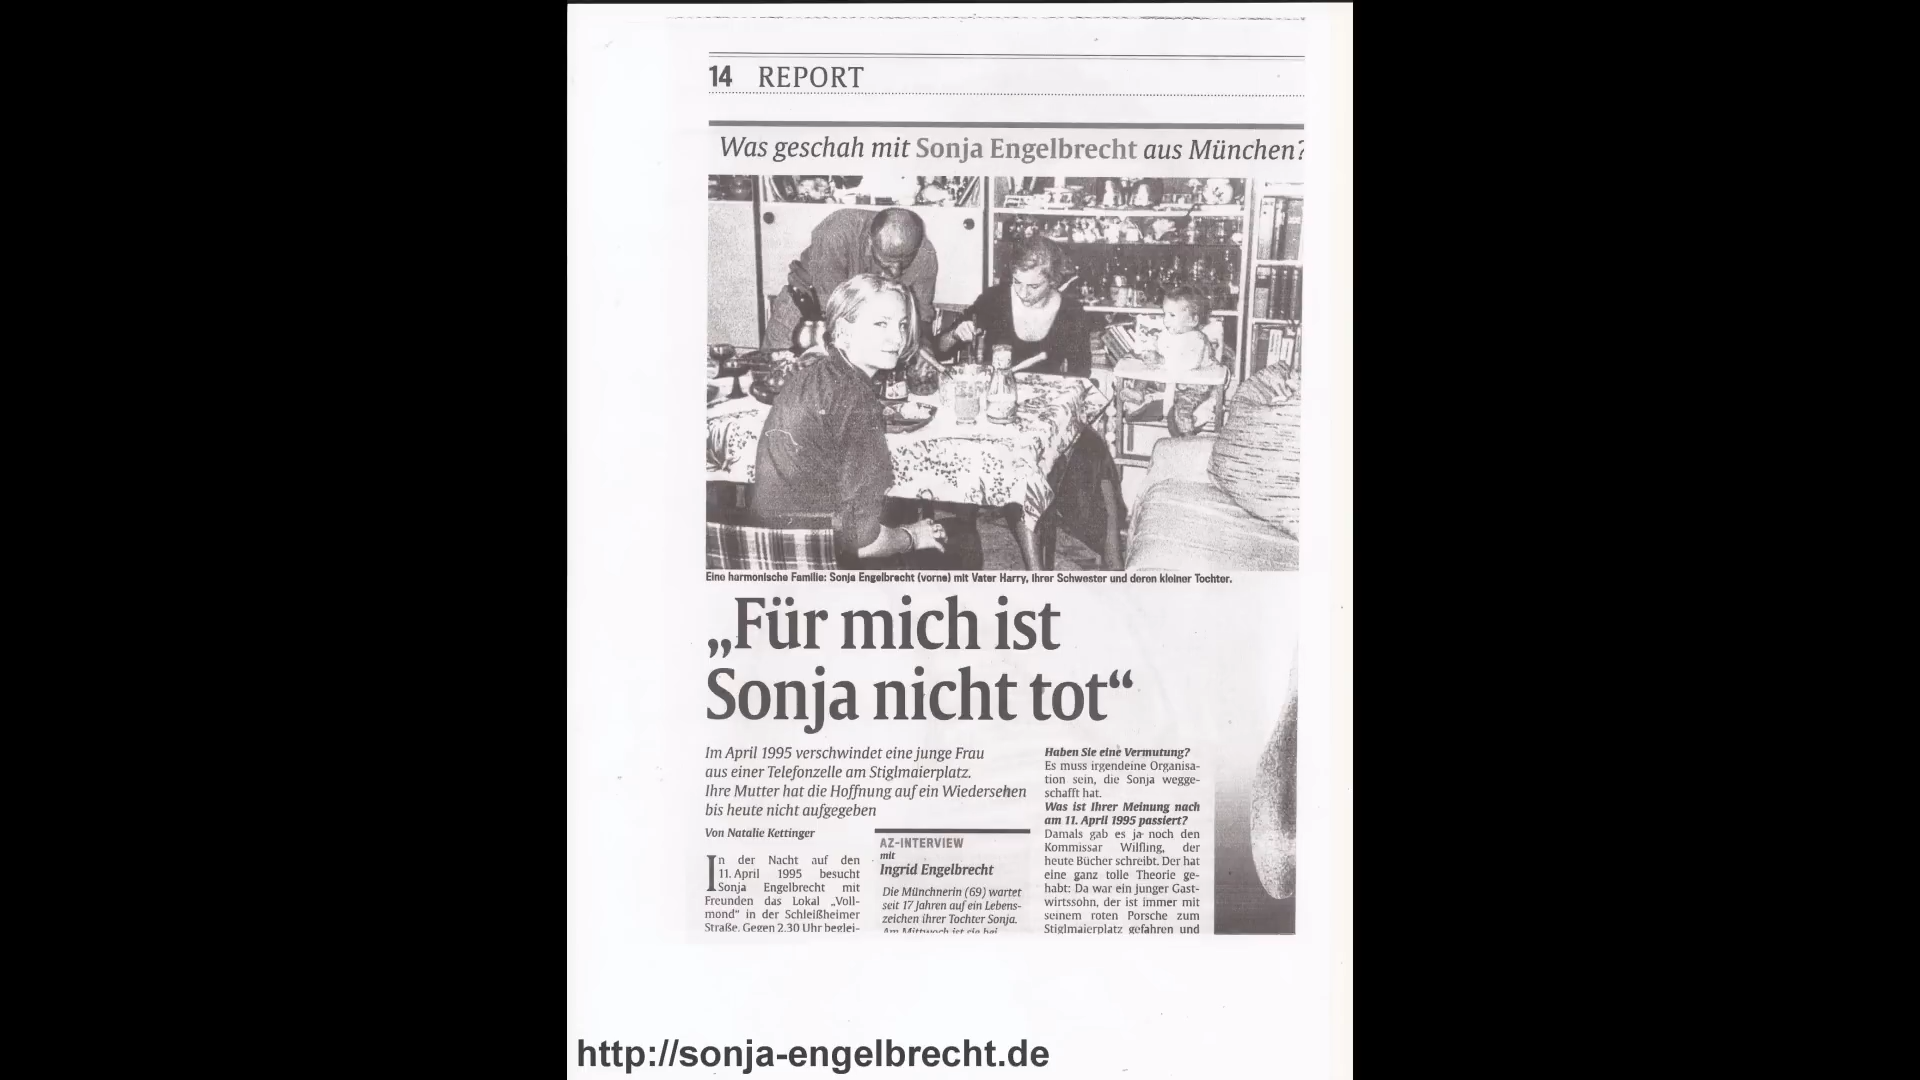 14 REPORT
Was geschah mit Sonja Engelbrecht aus München?
Eine harmonische Familie: Sonja Engelbrecht (vorne) mit Vater Harry, ihrer Schwester und deren kleiner Tochter.
„Für mich ist
Sonja nicht tot“
Im April 1995 verschwindet eine junge Frau
aus einer Telefonzelle am Stiglmaierplatz.
Ihre Mutter hat die Hoffnung auf ein Wiedersehen
bis heute nicht aufgegeben
Von Natalie Kettinger
In der Nacht auf den
11. April 1995 besucht
Sonja Engelbrecht mit
Freunden das Lokal „Voll-
mond“ in der Schleißheimer
Straße. Gegen 2.30 Uhr beglei-
AZ-INTERVIEW
mit
Ingrid Engelbrecht
Die Münchnerin (69) wartet
seit 17 Jahren auf ein Lebens-
zeichen ihrer Tochter Sonja.
Am Mittwoch ist sie bei
Haben Sie eine Vermutung?
Es muss irgendeine Organisa-
tion sein, die Sonja wegge-
schafft hat.
Was ist Ihrer Meinung nach
am 11. April 1995 passiert?
Damals gab es ja noch den
Kommissar Wilfling, der
heute Bücher schreibt. Der hat
eine ganz tolle Theorie ge-
habt: Da war ein junger Gast-
wirtssohn, der ist immer mit
seinem roten Porsche zum
Stiglmaierplatz gefahren und
http://sonja-engelbrecht.de